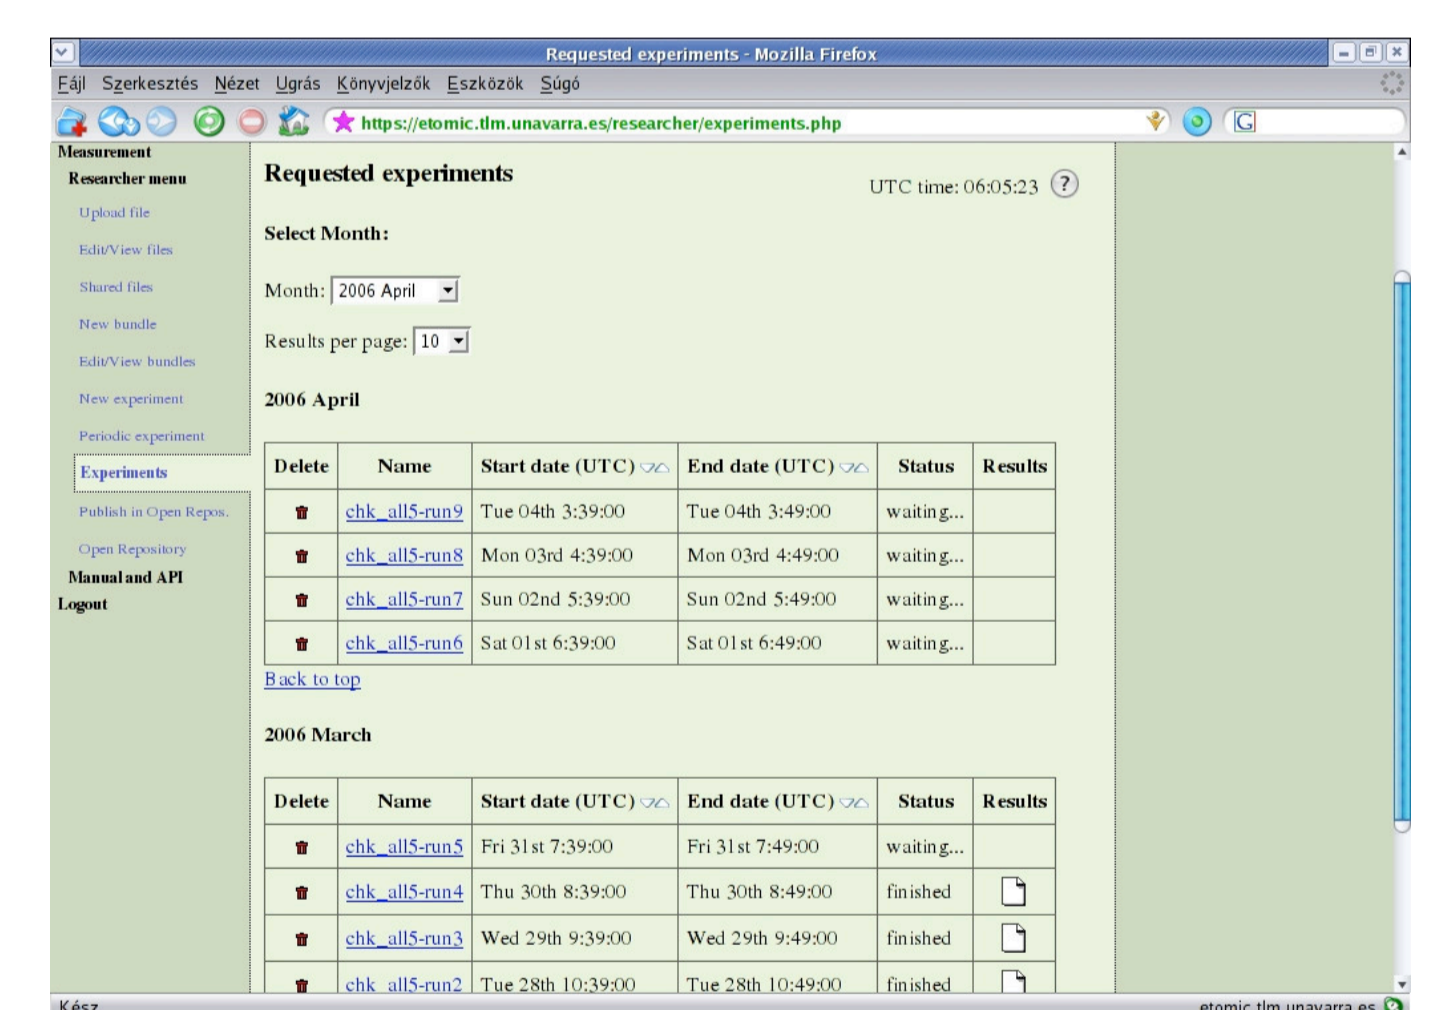 Requested experiments - Mozilla Firefox
Fájl Szerkesztés Nézet Ugrás Könyvjelzők Eszközök Súgó
https://etomic.tlm.unavarra.es/researcher/experiments.php G
Measurement
Researcher menu
Upload file
Edit/View files
Shared files
New bundle
Edit/View bundles
New experiment
Periodic experiment
Experiments
Publish in Open Repos.
Open Repository
Manual and API
Logout
Requested experiments
UTC time: 06:05:23 ?
Select Month:
Month: 2006 April
Results per page: 10
2006 April
Delete Name Start date (UTC) End date (UTC) Status Results
chk_all5-run9 Tue 04th 3:39:00 Tue 04th 3:49:00 waiting...
chk_all5-run8 Mon 03rd 4:39:00 Mon 03rd 4:49:00 waiting...
chk_all5-run7 Sun 02nd 5:39:00 Sun 02nd 5:49:00 waiting...
chk_all5-run6 Sat 01st 6:39:00 Sat 01st 6:49:00 waiting...
Back to top
2006 March
Delete Name Start date (UTC) End date (UTC) Status Results
chk_all5-run5 Fri 31st 7:39:00 Fri 31st 7:49:00 waiting...
chk_all5-run4 Thu 30th 8:39:00 Thu 30th 8:49:00 finished
chk_all5-run3 Wed 29th 9:39:00 Wed 29th 9:49:00 finished
chk_all5-run2 Tue 28th 10:39:00 Tue 28th 10:49:00 finished
Kész etomic.tlm.unavarra.es